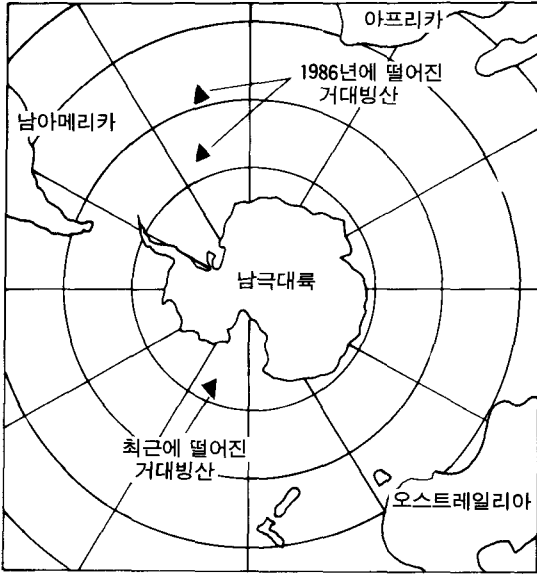 아프리카
1986년에 떨어진
거대빙산
남아메리카
남극대륙
최근에 떨어진
거대빙산
오스트레일리아